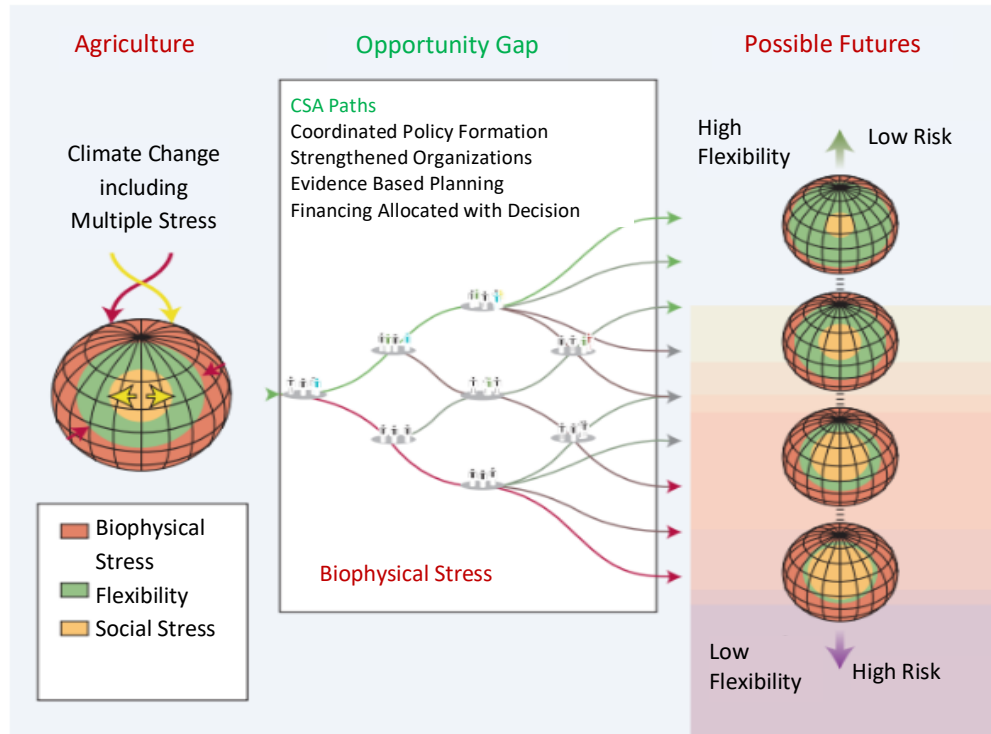 Agriculture
Opportunity Gap
Possible Futures
Climate Change
including
Multiple Stress
Biophysical
Stress
Flexibility
Social Stress
CSA Paths
Coordinated Policy Formation
Strengthened Organizations
Evidence Based Planning
Financing Allocated with Decision
Biophysical Stress
High
Flexibility
Low Risk
Low
Flexibility
High Risk